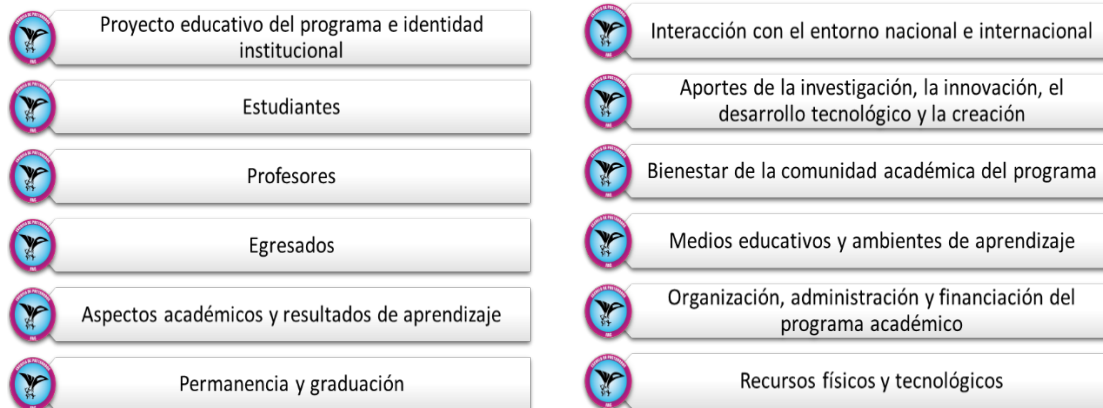 Proyecto educativo del programa e identidad
institucional
Estudiantes
Profesores
Egresados
Aspectos académicos y resultados de aprendizaje
Permanencia y graduación
Interacción con el entorno nacional e internacional
Aportes de la investigación, la innovación, el
desarrollo tecnológico y la creación
Bienestar de la comunidad académica del programa
Medios educativos y ambientes de aprendizaje
Organización, administración y financiación del
programa académico
Recursos físicos y tecnológicos